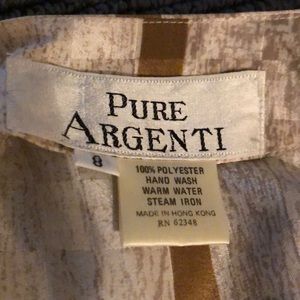 PURE
ARGENTI
8
100% POLYESTER
HAND WASH
WARM WATER
STEAM IRON
MADE IN HONG KONG
RN 62348